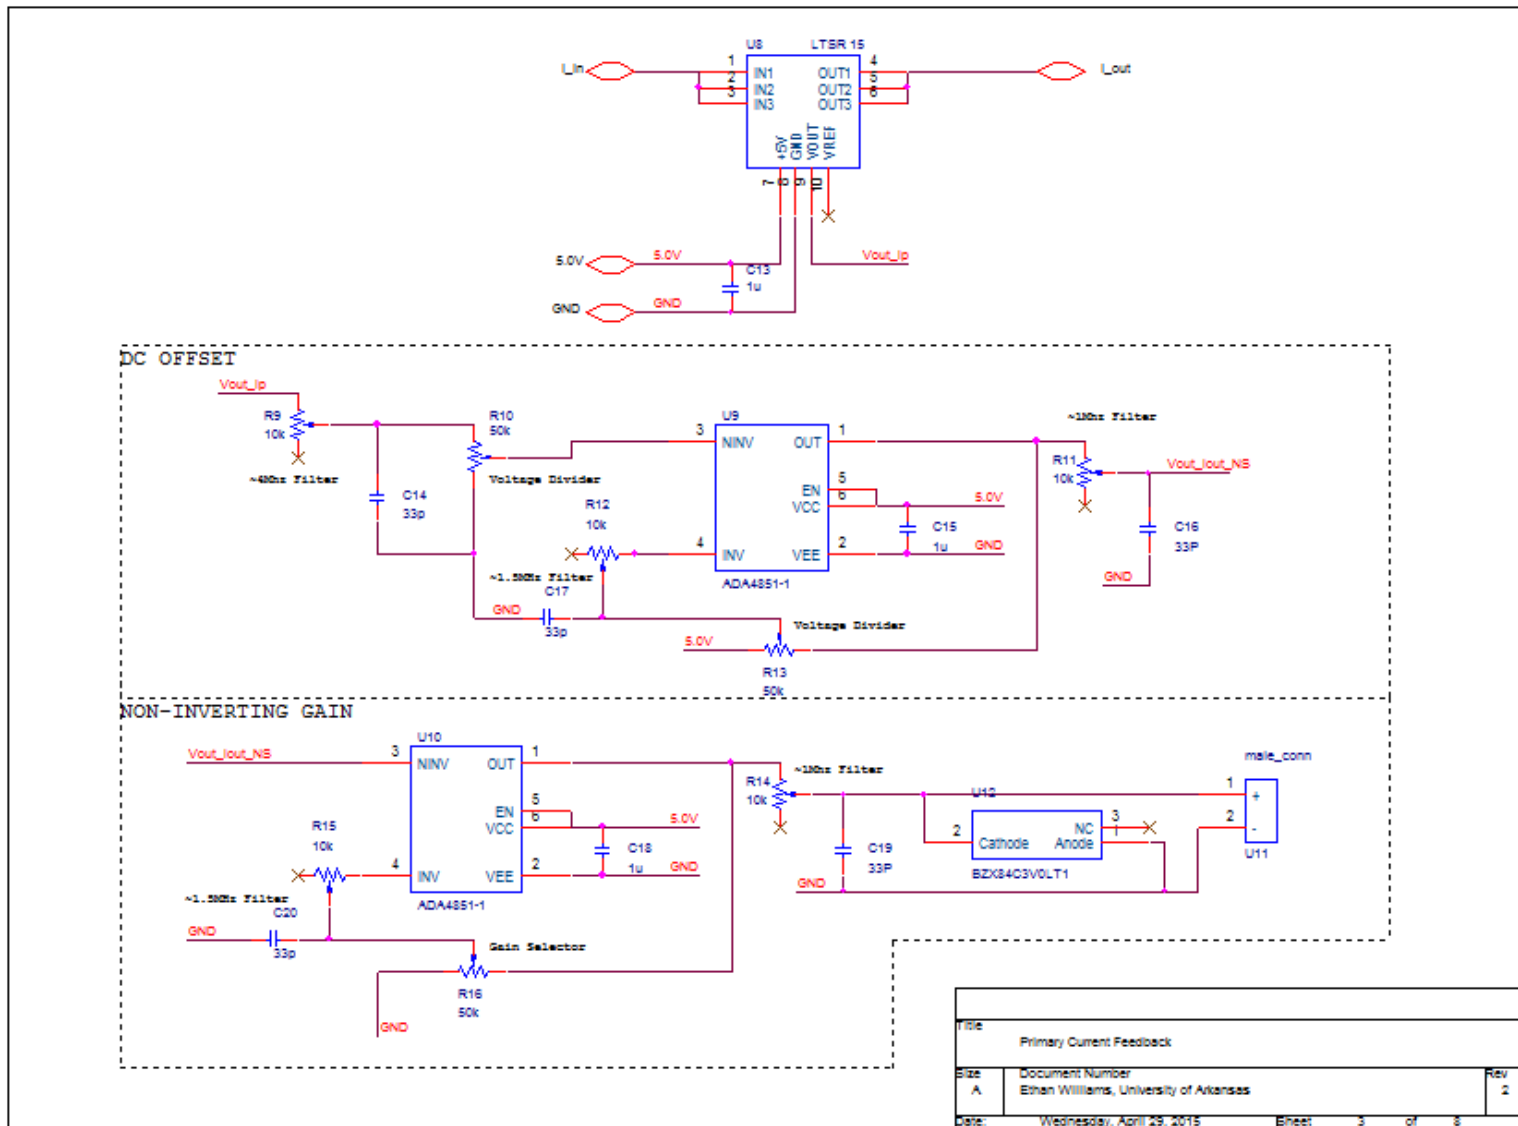 U8 LTSR 15
I_in 1 IN1 OUT1 4 I_out
2 IN2 OUT2 5
3 IN3 OUT3 6
+5V GND VOUT VREF
7 8 9 10
5.0V 5.0V Vout_Ip
C13
1u
GND GND
DC OFFSET
Vout_Ip
R9
10k
~4Mhz Filter
C14
33p
R10
50k
Voltage Divider
R12
10k
~1.5MHz Filter
C17
GND
33p
U9
3 NINV OUT 1
EN 5
VCC 6
4 INV VEE 2
ADA4851-1
5.0V
C15
1u
GND
Voltage Divider
5.0V
R13
50k
~1Mhz Filter
R11
10k
Vout_Iout_NS
C16
33P
GND
NON-INVERTING GAIN
Vout_Iout_NS
U10
3 NINV OUT 1
EN 5
VCC 6
4 INV VEE 2
ADA4851-1
R15
10k
~1.5MHz Filter
C20
GND
33p
5.0V
C18
1u
GND
Gain Selector
R16
50k
GND
R14
10k
~1Mhz Filter
C19
33P
GND
U12
2 Cathode NC 3
Anode 1
BZX84C3V0LT1
male_conn
1 +
2 -
U11
Title
Primary Current Feedback
Size Document Number Rev
A Ethan Williams, University of Arkansas 2
Date: Wednesday, April 29, 2015 Sheet 3 of 8